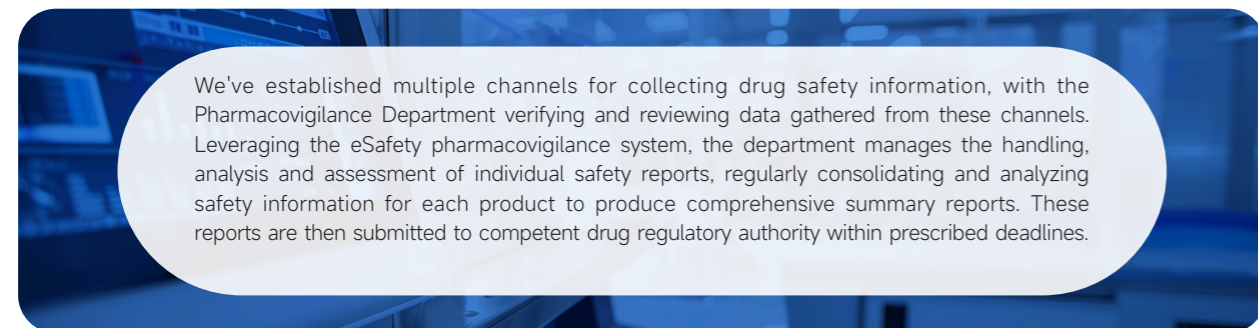 We've established multiple channels for collecting drug safety information, with the
Pharmacovigilance Department verifying and reviewing data gathered from these channels.
Leveraging the eSafety pharmacovigilance system, the department manages the handling,
analysis and assessment of individual safety reports, regularly consolidating and analyzing
safety information for each product to produce comprehensive summary reports. These
reports are then submitted to competent drug regulatory authority within prescribed deadlines.